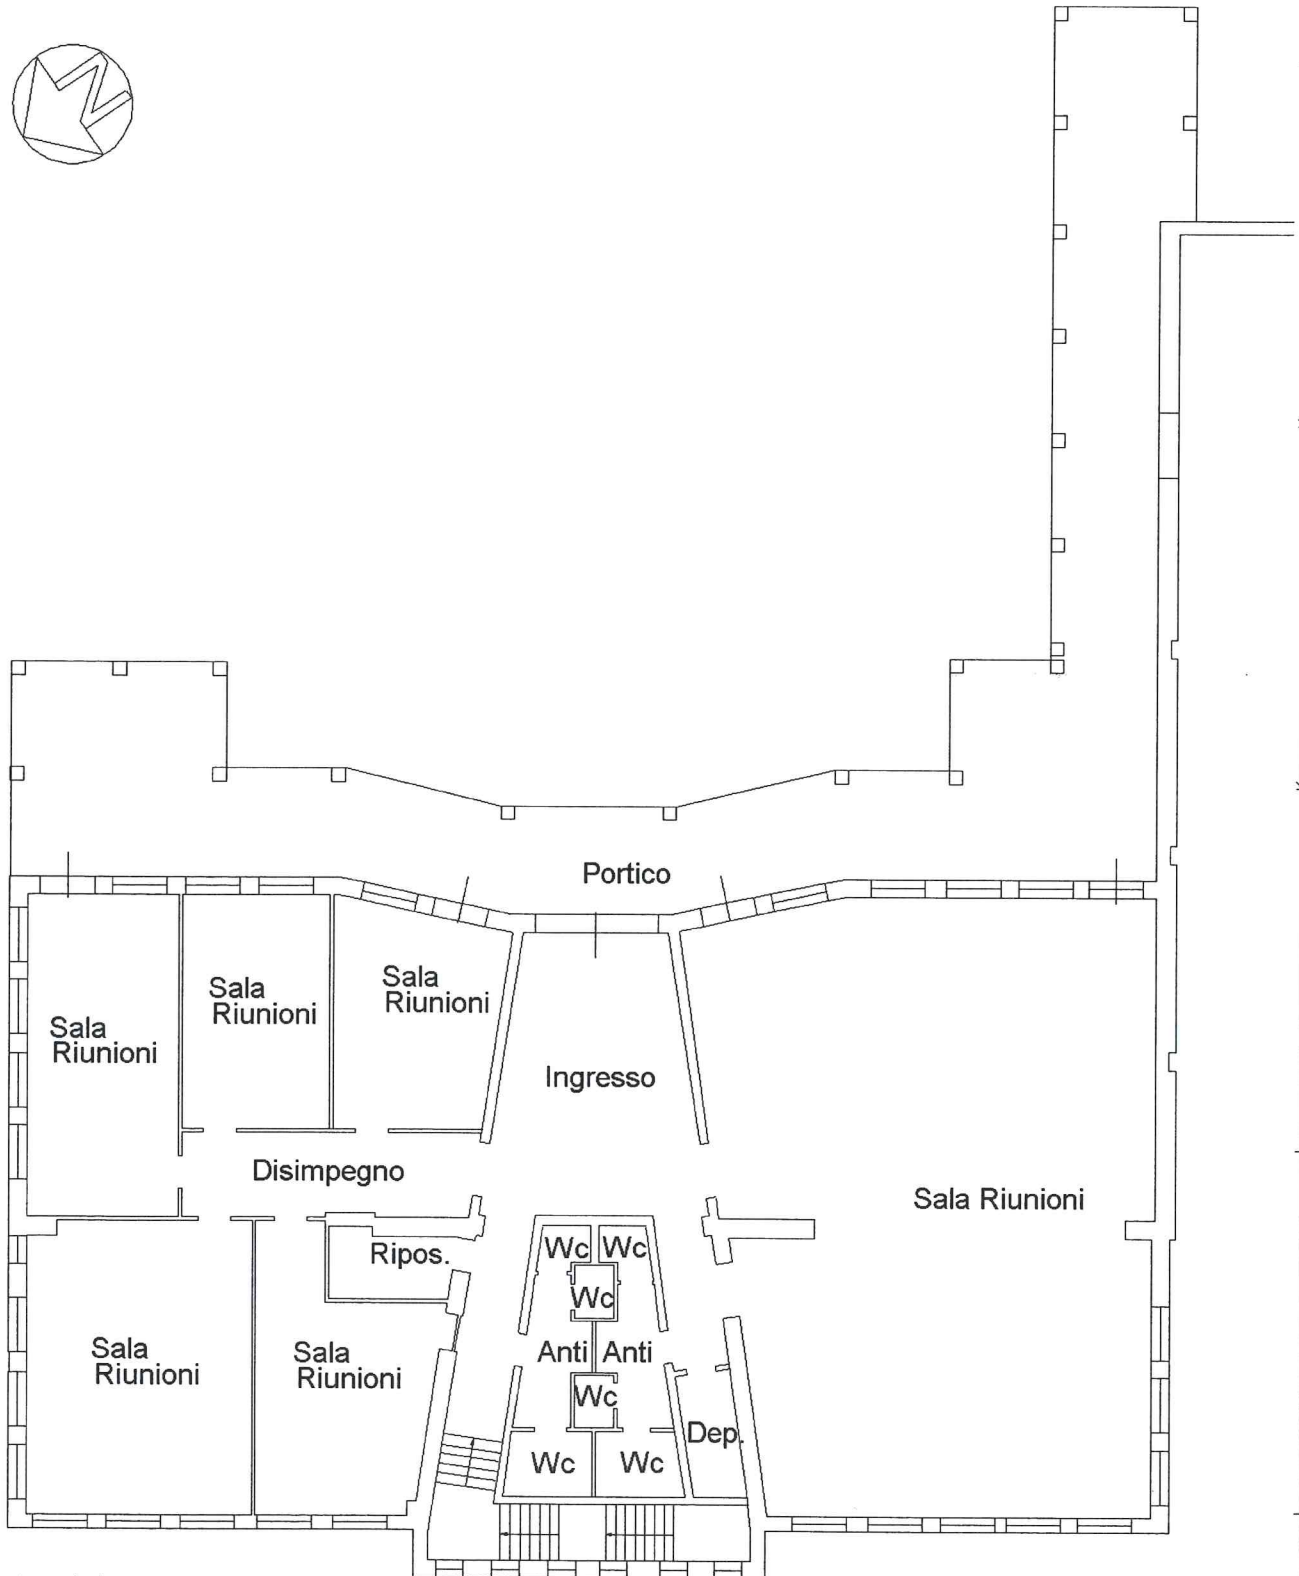 N
Portico
Sala
Riunioni
Sala
Riunioni
Sala
Riunioni
Ingresso
Disimpegno
Sala Riunioni
Ripos.
Wc
Wc
Wc
Sala
Riunioni
Sala
Riunioni
Anti
Anti
Wc
Dep.
Wc
Wc